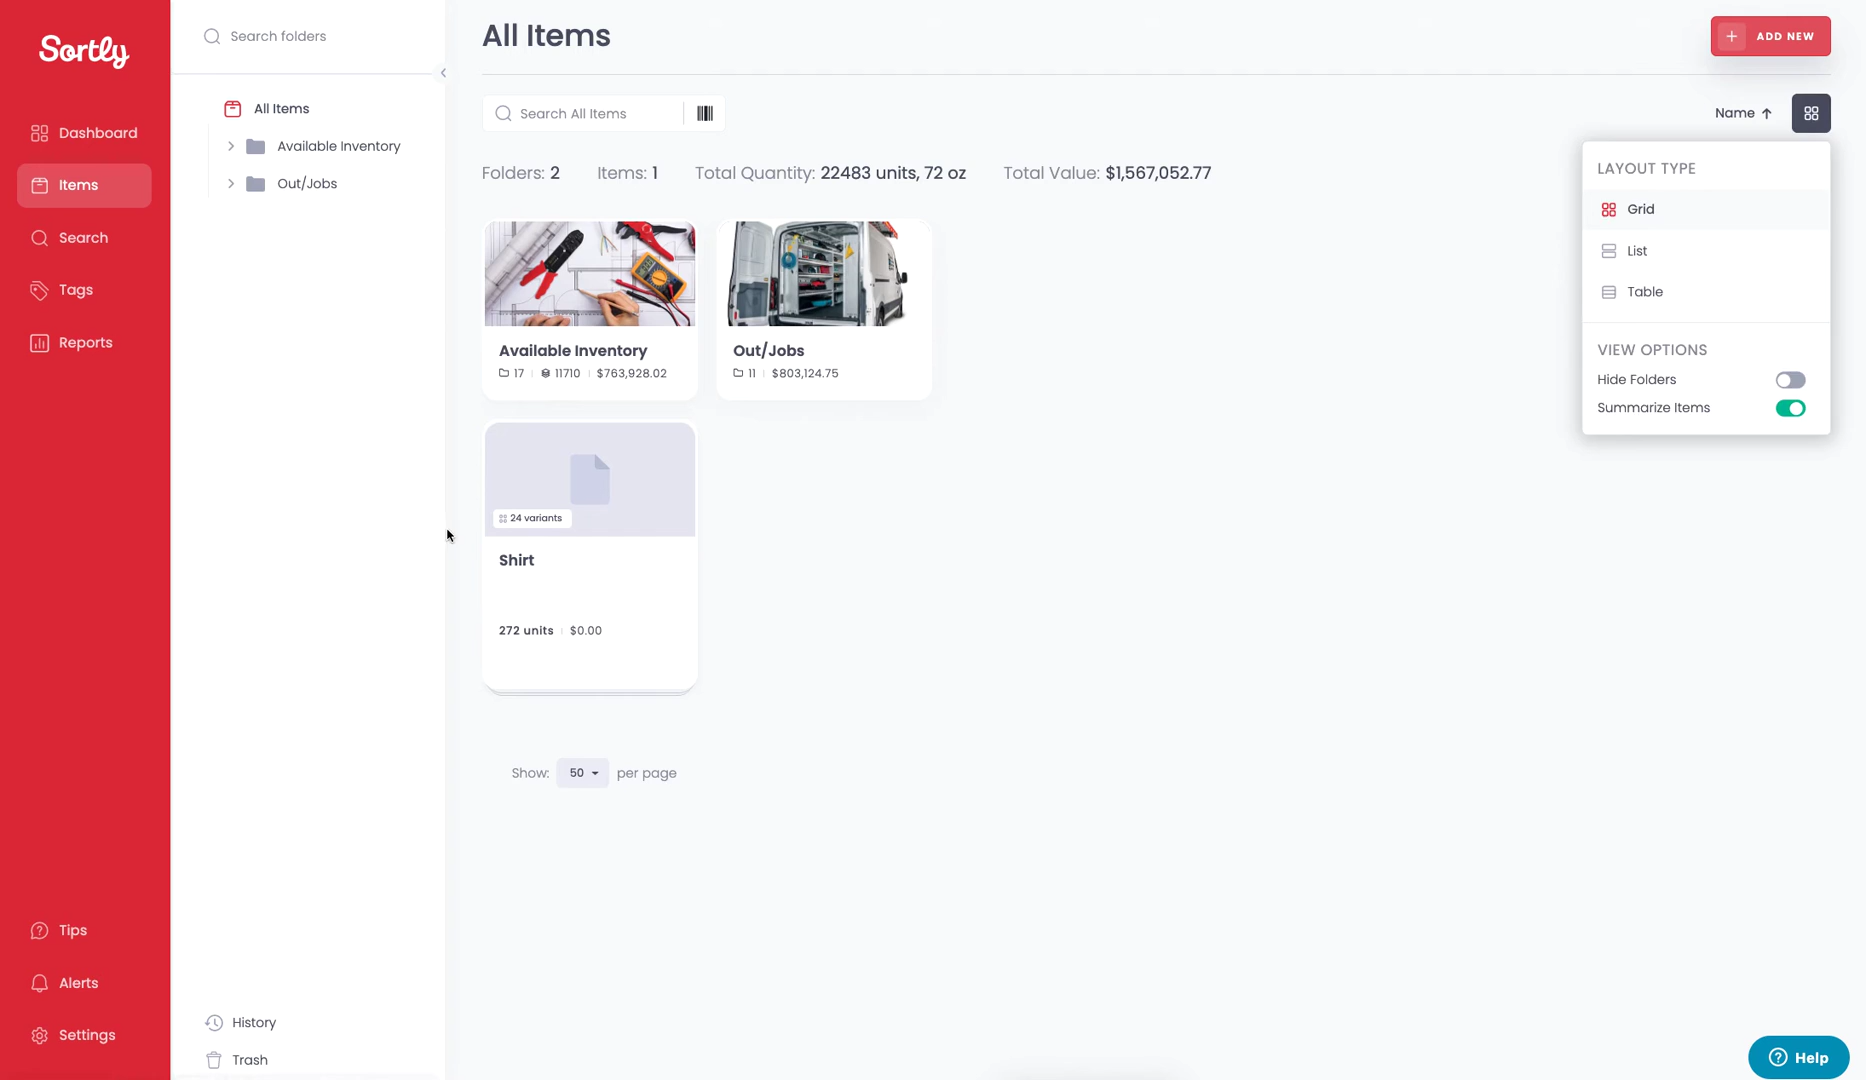 Sortly
Dashboard
Items
Search
Tags
Reports
Tips
Alerts
Settings
Search folders
All Items
Available Inventory
Out/Jobs
History
Trash
All Items
+ ADD NEW
Search All Items
Name ↑
Folders: 2 Items: 1 Total Quantity: 22483 units, 72 oz Total Value: $1,567,052.77
Available Inventory
17 | 11710 | $763,928.02
Out/Jobs
11 | $803,124.75
24 variants
Shirt
272 units | $0.00
Show: 50 per page
LAYOUT TYPE
Grid
List
Table
VIEW OPTIONS
Hide Folders
Summarize Items
Help